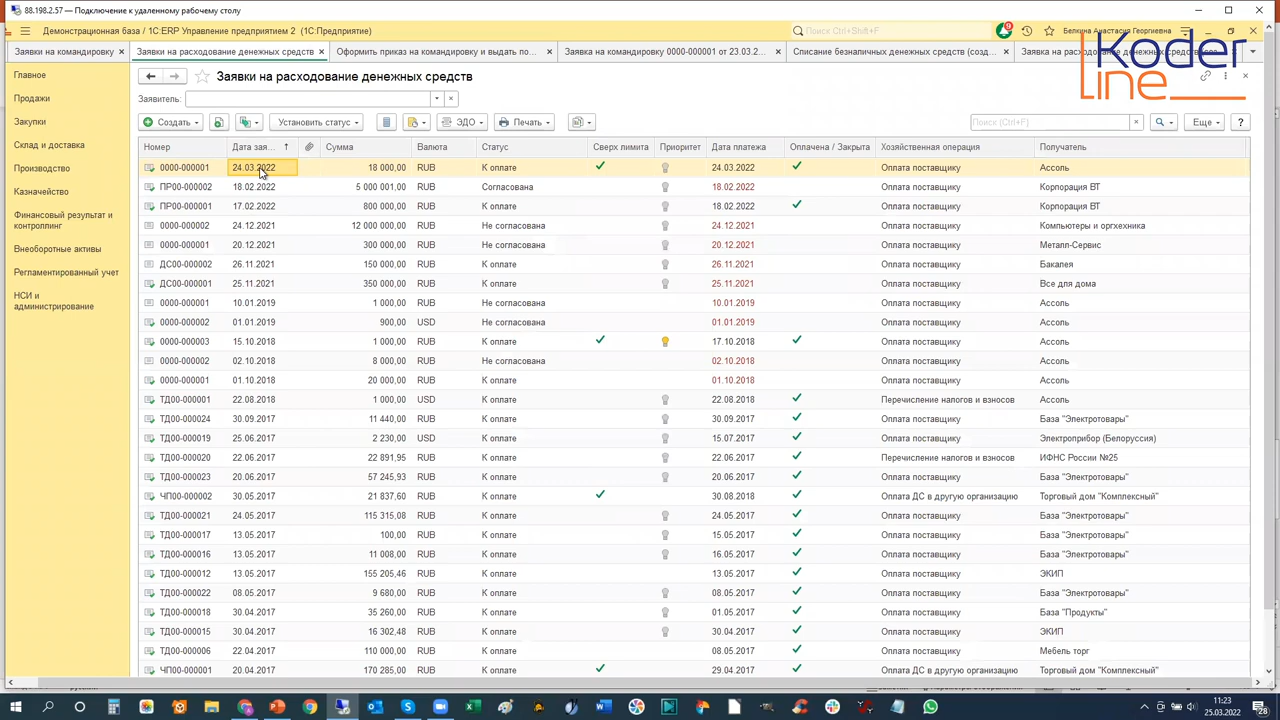 88.198.2.57 — Подключение к удаленному рабочему столу
Демонстрационная база / 1С:ERP Управление предприятием 2 (1С:Предприятие)
Поиск Ctrl+Shift+F
Белкина Анастасия Георгиевна
Заявки на командировку × Заявки на расходование денежных средств × Оформить приказ на командировку и выдать по... × Заявка на командировку 0000-000001 от 23.03.2... × Списание безналичных денежных средств (созд... × Заявка на расходование
Koder
line
Главное
Продажи
Закупки
Склад и доставка
Производство
Казначейство
Финансовый результат и
контроллинг
Внеоборотные активы
Регламентированный учет
НСИ и
администрирование
Заявки на расходование денежных средств
Заявитель:
Создать Установить статус ЭДО Печать Поиск (Ctrl+F) × Еще ?
Номер Дата зая... ↑ Сумма Валюта Статус Сверх лимита Приоритет Дата платежа Оплачена / Закрыта Хозяйственная операция Получатель
0000-000001 24.03.2022 18 000,00 RUB К оплате 24.03.2022 Оплата поставщику Ассоль
ПР00-000002 18.02.2022 5 000 001,00 RUB Согласована 18.02.2022 Оплата поставщику Корпорация ВТ
ПР00-000001 17.02.2022 800 000,00 RUB К оплате 18.02.2022 Оплата поставщику Корпорация ВТ
0000-000002 24.12.2021 12 000 000,00 RUB Не согласована 24.12.2021 Оплата поставщику Компьютеры и оргхехника
0000-000001 20.12.2021 300 000,00 RUB Не согласована 20.12.2021 Оплата поставщику Металл-Сервис
ДС00-000002 26.11.2021 150 000,00 RUB К оплате 26.11.2021 Оплата поставщику Бакалея
ДС00-000001 25.11.2021 350 000,00 RUB К оплате 25.11.2021 Оплата поставщику Все для дома
0000-000001 10.01.2019 1 000,00 RUB Не согласована 10.01.2019 Оплата поставщику Ассоль
0000-000002 01.01.2019 900,00 USD Не согласована 01.01.2019 Оплата поставщику Ассоль
0000-000003 15.10.2018 1 000,00 RUB К оплате 17.10.2018 Оплата поставщику Ассоль
0000-000002 02.10.2018 8 000,00 RUB Не согласована 02.10.2018 Оплата поставщику Ассоль
0000-000001 01.10.2018 20 000,00 RUB К оплате 01.10.2018 Оплата поставщику Ассоль
ТД00-000001 22.08.2018 1 000,00 USD К оплате 22.08.2018 Перечисление налогов и взносов Ассоль
ТД00-000024 30.09.2017 11 440,00 RUB К оплате 30.09.2017 Оплата поставщику База "Электротовары"
ТД00-000019 25.06.2017 2 230,00 USD К оплате 15.07.2017 Оплата поставщику Электроприбор (Белоруссия)
ТД00-000020 22.06.2017 22 891,95 RUB К оплате 22.06.2017 Перечисление налогов и взносов ИФНС России №25
ТД00-000023 20.06.2017 57 245,93 RUB К оплате 20.06.2017 Оплата поставщику База "Электротовары"
ЧП00-000002 30.05.2017 21 837,60 RUB К оплате 30.08.2018 Оплата ДС в другую организацию Торговый дом "Комплексный"
ТД00-000021 24.05.2017 115 315,08 RUB К оплате 24.05.2017 Оплата поставщику База "Электротовары"
ТД00-000017 13.05.2017 100,00 RUB К оплате 15.05.2017 Оплата поставщику База "Электротовары"
ТД00-000016 13.05.2017 11 008,00 RUB К оплате 16.05.2017 Оплата поставщику База "Электротовары"
ТД00-000012 13.05.2017 155 205,46 RUB К оплате 13.05.2017 Оплата поставщику ЭКИП
ТД00-000022 08.05.2017 9 680,00 RUB К оплате 08.05.2017 Оплата поставщику База "Электротовары"
ТД00-000018 30.04.2017 35 260,00 RUB К оплате 01.05.2017 Оплата поставщику База "Продукты"
ТД00-000015 30.04.2017 16 302,48 RUB К оплате 30.04.2017 Оплата поставщику ЭКИП
ТД00-000006 22.04.2017 110 000,00 RUB К оплате 08.05.2017 Оплата поставщику Мебель торг
ЧП00-000001 20.04.2017 170 285,00 RUB К оплате 29.04.2017 Оплата ДС в другую организацию Торговый дом "Комплексный"
11:23
25.03.2022
28